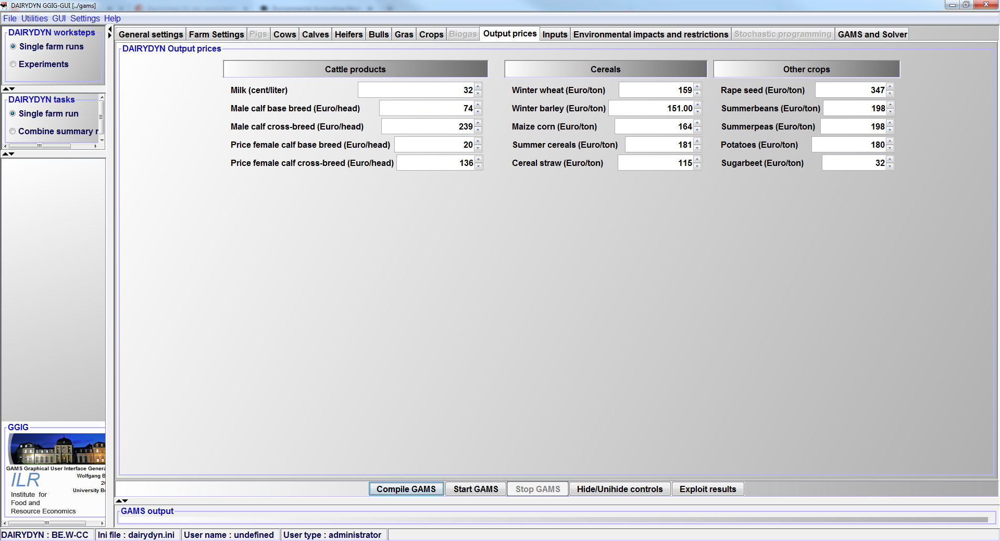 DAIRYDYN GGIG-GUI [../gams]
File Utilities GUI Settings Help
DAIRYDYN worksteps
Single farm runs
Experiments
DAIRYDYN tasks
Single farm run
Combine summary r
General settings Farm Settings Pigs Cows Calves Heifers Bulls Gras Crops Biogas Output prices Inputs Environmental impacts and restrictions Stochastic programming GAMS and Solver
DAIRYDYN Output prices
Cattle products
Milk (cent/liter) 32
Male calf base breed (Euro/head) 74
Male calf cross-breed (Euro/head) 239
Price female calf base breed (Euro/head) 20
Price female calf cross-breed (Euro/head) 136
Cereals
Winter wheat (Euro/ton) 159
Winter barley (Euro/ton) 151.00
Maize corn (Euro/ton) 164
Summer cereals (Euro/ton) 181
Cereal straw (Euro/ton) 115
Other crops
Rape seed (Euro/ton) 347
Summerbeans (Euro/ton) 198
Summerpeas (Euro/ton) 198
Potatoes (Euro/ton) 180
Sugarbeet (Euro/ton) 32
GGIG
GAMS Graphical User Interface Genera
Wolfgang B
20
University Bo
ILR
Institute for
Food and
Resource Economics
Compile GAMS Start GAMS Stop GAMS Hide/Unihide controls Exploit results
GAMS output
DAIRYDYN : BE.W-CC Ini file : dairydyn.ini User name : undefined User type : administrator